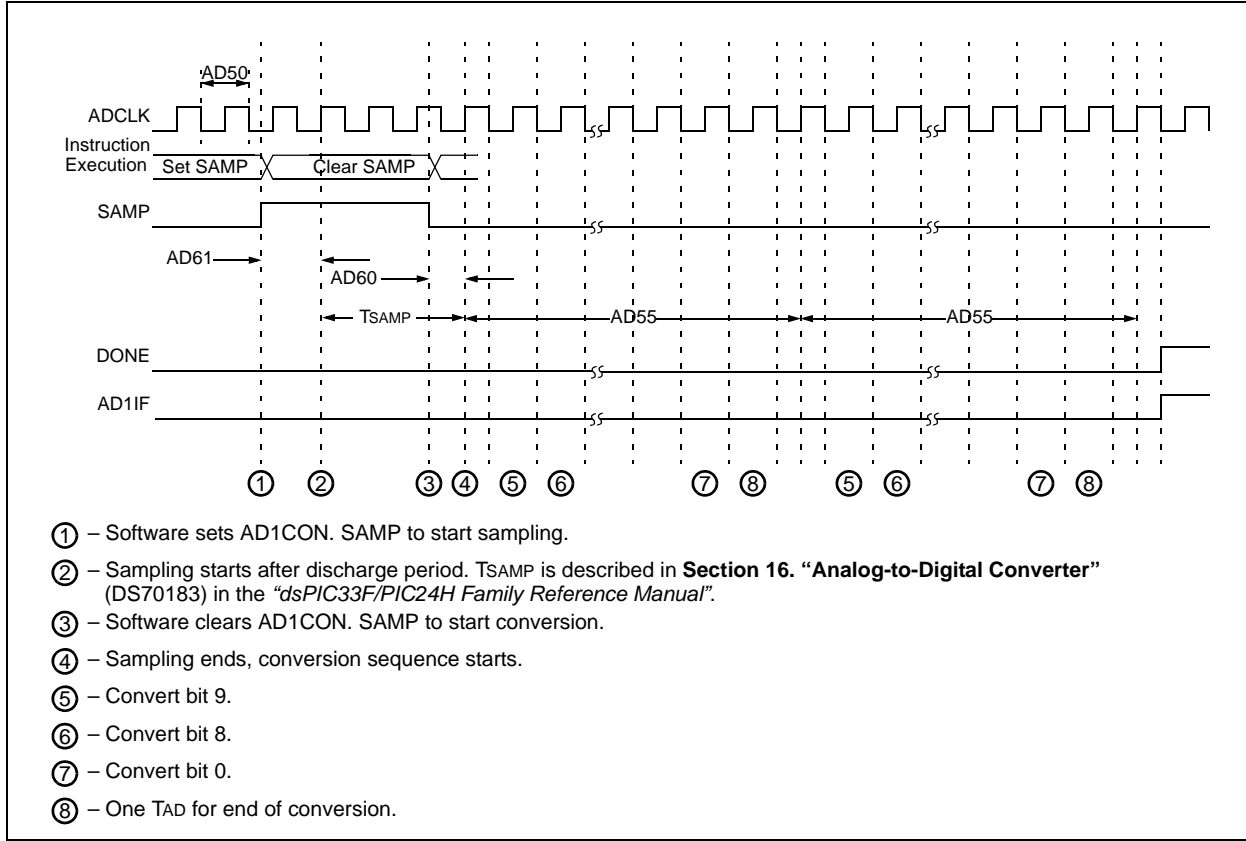 AD50
ADCLK
Instruction
Execution
Set SAMP
Clear SAMP
SAMP
AD61
AD60
TSAMP
AD55
AD55
DONE
AD1IF
1 2 3 4 5 6 7 8 5 6 7 8
1 – Software sets AD1CON. SAMP to start sampling.
2 – Sampling starts after discharge period. TSAMP is described in Section 16. “Analog-to-Digital Converter”
(DS70183) in the “dsPIC33F/PIC24H Family Reference Manual”.
3 – Software clears AD1CON. SAMP to start conversion.
4 – Sampling ends, conversion sequence starts.
5 – Convert bit 9.
6 – Convert bit 8.
7 – Convert bit 0.
8 – One TAD for end of conversion.